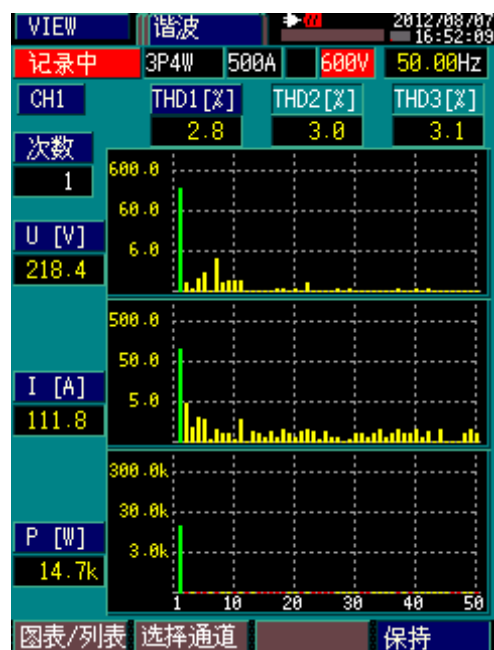 VIEW 谐波 2012/08/07
16:52:09
记录中 3P4W 500A 600V 50.00Hz
CH1 THD1[%] THD2[%] THD3[%]
2.8 3.0 3.1
次数
1
600.0
60.0
U [V]
6.0
218.4
500.0
50.0
I [A]
5.0
111.8
300.0k
30.0k
P [W]
3.0k
14.7k
1 10 20 30 40 50
图表/列表 选择通道 保持